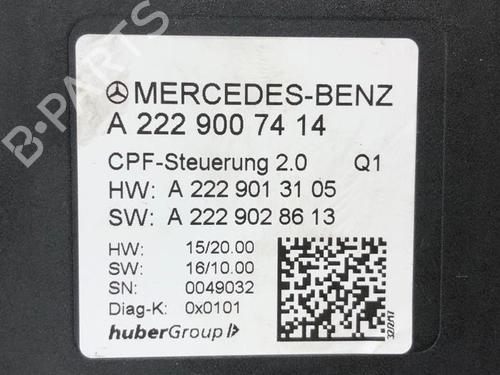 B-PARTS
MERCEDES-BENZ
A 222 900 74 14
CPF-Steuerung 2.0 Q1
HW: A 222 901 31 05
SW: A 222 902 86 13
HW: 15/20.00
SW: 16/10.00
SN: 0049032
Diag-K: 0x0101
huberGroup